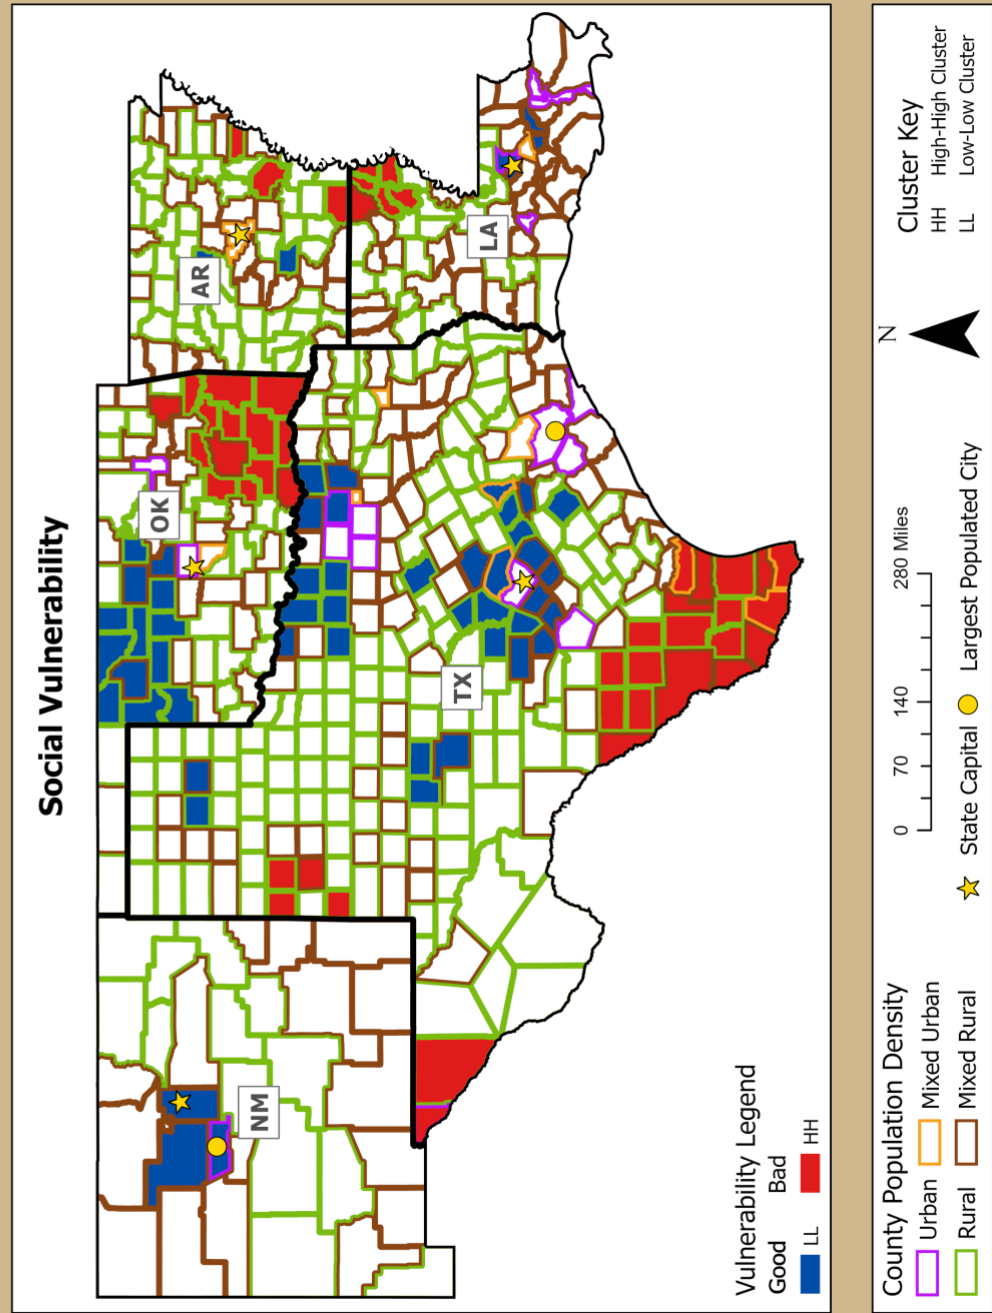 Social Vulnerability
NM
OK
AR
TX
LA
Vulnerability Legend
Good Bad
LL HH
County Population Density
Urban Mixed Urban
Rural Mixed Rural
0 70 140 280 Miles
State Capital Largest Populated City
N
Cluster Key
HH High-High Cluster
LL Low-Low Cluster